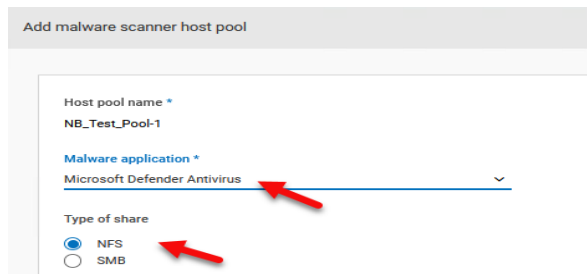 Add malware scanner host pool
Host pool name *
NB_Test_Pool-1
Malware application *
Microsoft Defender Antivirus
Type of share
NFS
SMB